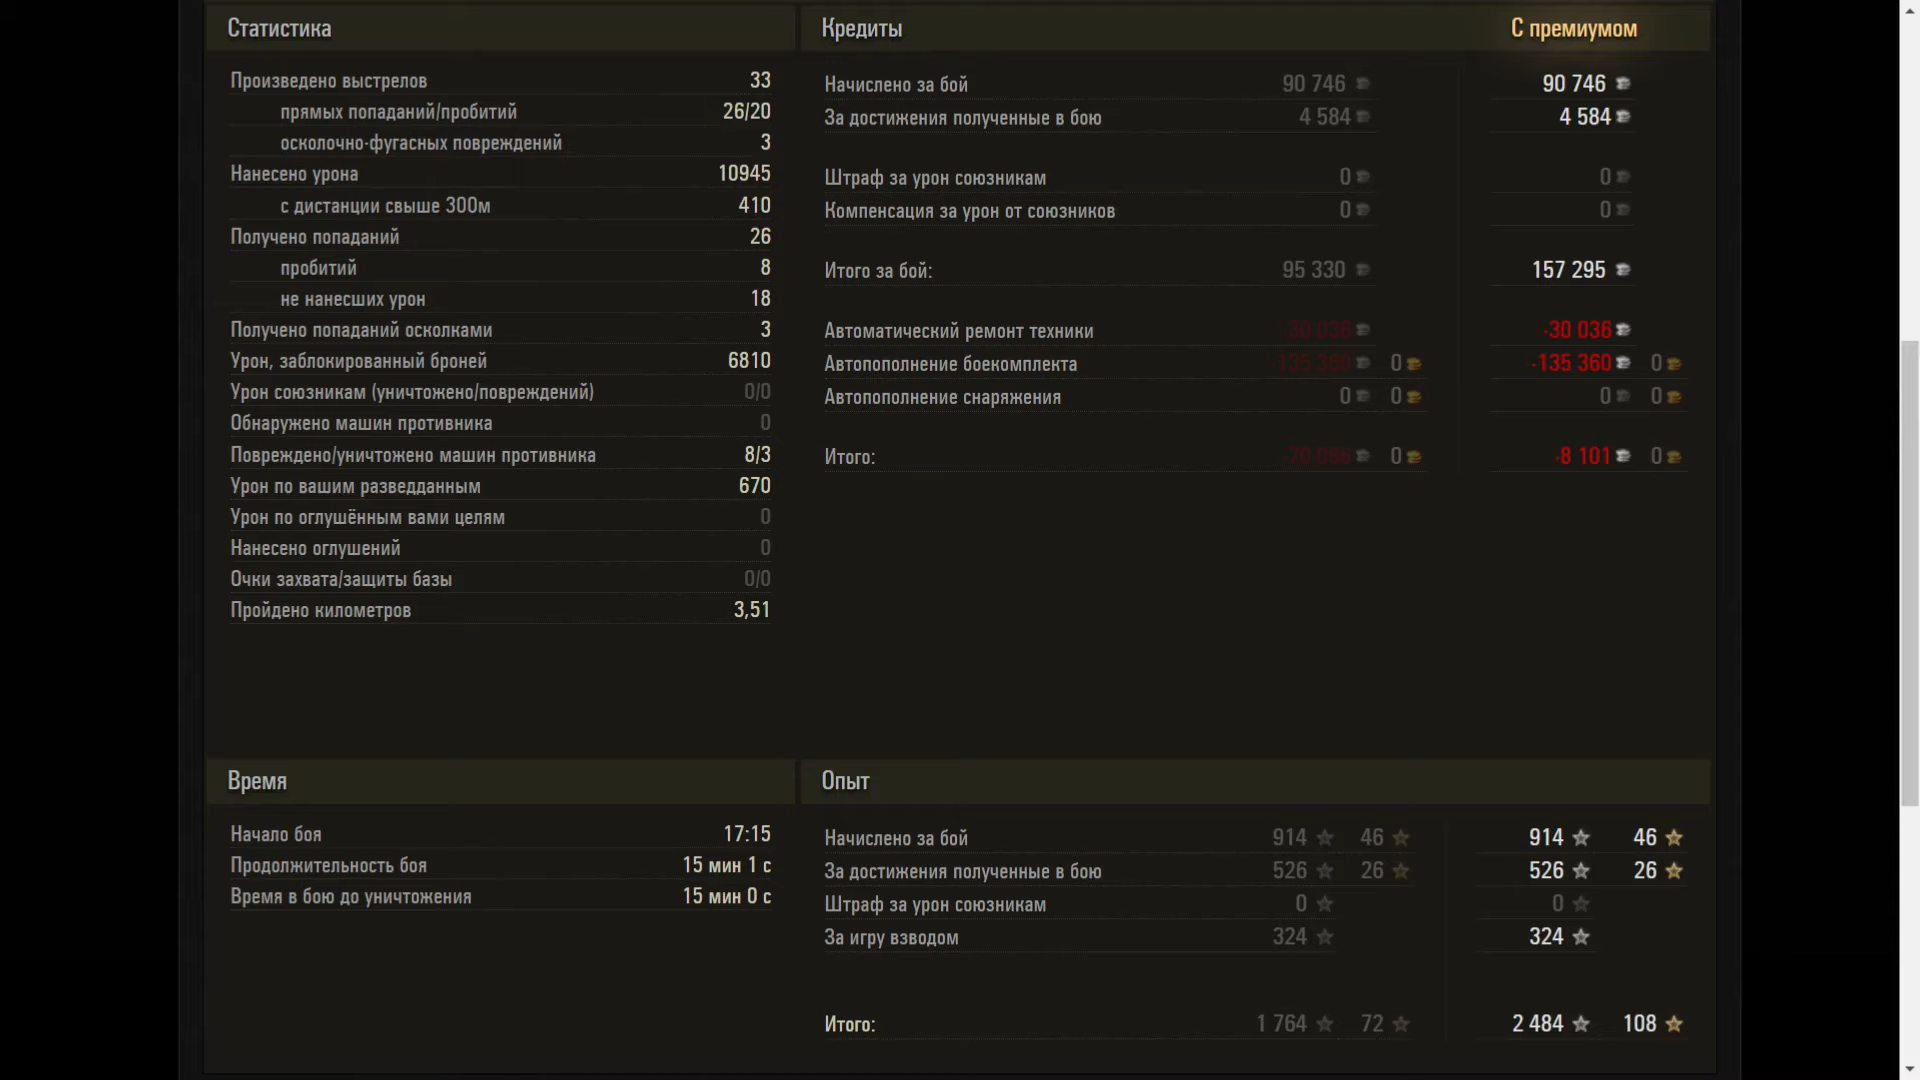 Статистика
Произведено выстрелов 33
прямых попаданий/пробитий 26/20
осколочно-фугасных повреждений 3
Нанесено урона 10945
с дистанции свыше 300м 410
Получено попаданий 26
пробитий 8
не нанесших урон 18
Получено попаданий осколками 3
Урон, заблокированный броней 6810
Урон союзникам (уничтожено/повреждений) 0/0
Обнаружено машин противника 0
Повреждено/уничтожено машин противника 8/3
Урон по вашим разведданным 670
Урон по оглушённым вами целям 0
Нанесено оглушений 0
Очки захвата/защиты базы 0/0
Пройдено километров 3,51
Кредиты С премиумом
Начислено за бой 90 746 90 746
За достижения полученные в бою 4 584 4 584
Штраф за урон союзникам 0 0
Компенсация за урон от союзников 0 0
Итого за бой: 95 330 157 295
Автоматический ремонт техники -30 036 -30 036
Автопополнение боекомплекта -135 360 0 -135 360 0
Автопополнение снаряжения 0 0 0 0
Итого: 0 -8 101 0
Время
Начало боя 17:15
Продолжительность боя 15 мин 1 с
Время в бою до уничтожения 15 мин 0 с
Опыт
Начислено за бой 914 46 914 46
За достижения полученные в бою 526 26 526 26
Штраф за урон союзникам 0 0
За игру взводом 324 324
Итого: 1 764 72 2 484 108